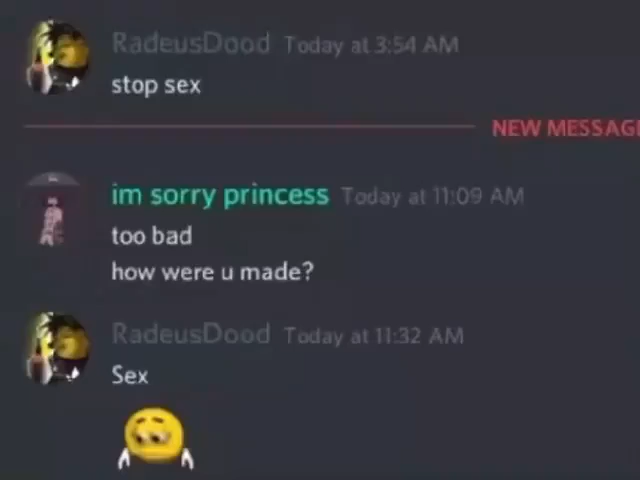 RadeusDood Today at 3:54 AM
stop sex
NEW MESSAG
im sorry princess Today at 11:09 AM
too bad
how were u made?
RadeusDood Today at 11:32 AM
Sex